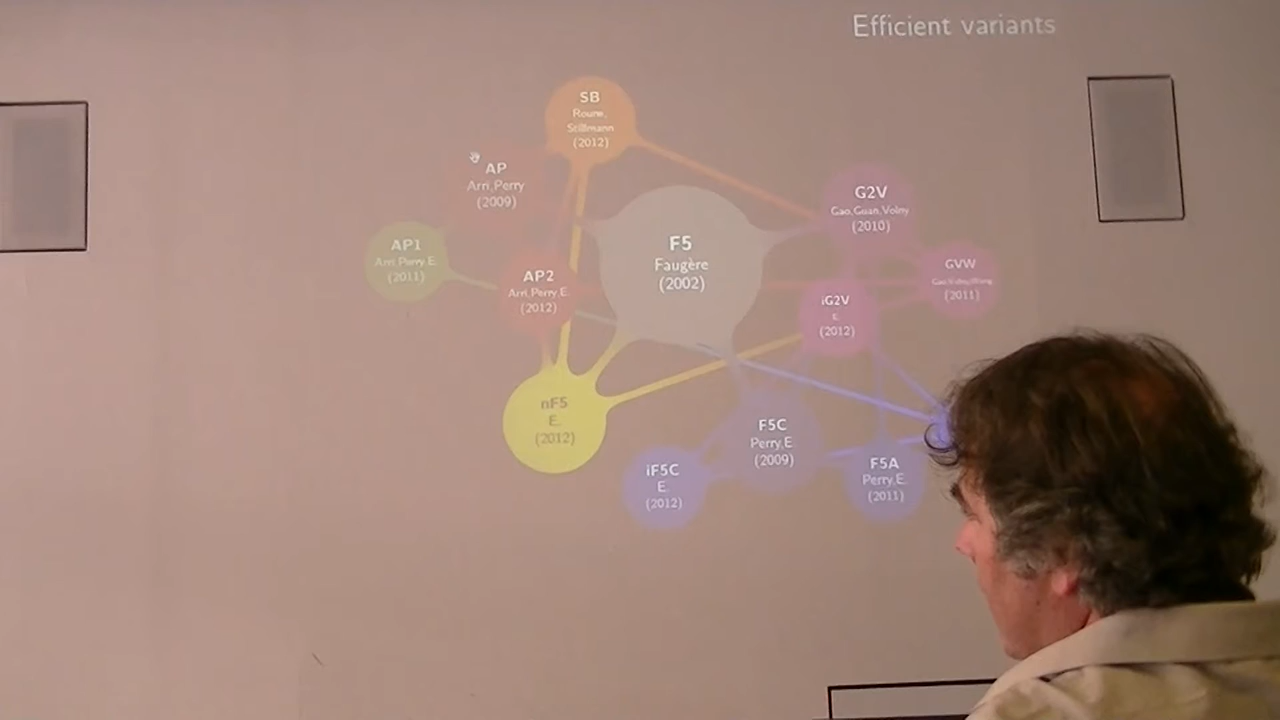 Efficient variants
SB
Roune,
Stillmann
(2012)
AP
Arri,Perry
(2009)
G2V
Gao,Guan,Volny
(2010)
F5
Faugère
(2002)
AP1
Arri,Perry,E.
(2011)
AP2
Arri,Perry,E.
(2012)
GVW
(2011)
iG2V
E.
(2012)
nF5
E.
(2012)
F5C
Perry,E
(2009)
iF5C
E.
(2012)
F5A
Perry,E.
(2011)